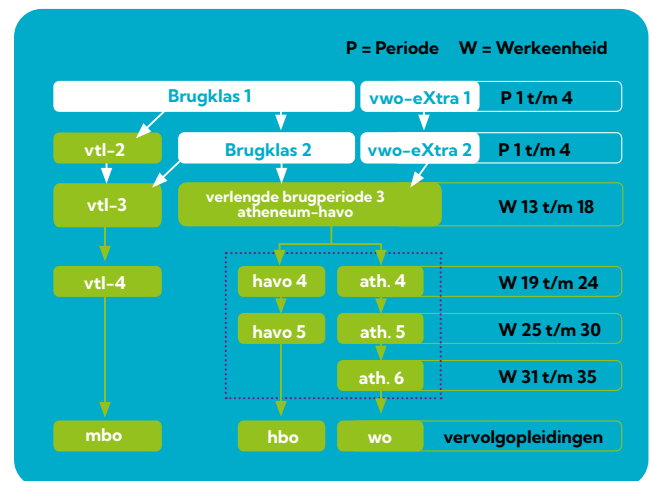 P = Periode W = Werkeenheid
Brugklas 1 vwo-eXtra 1 P 1 t/m 4
vtl-2 Brugklas 2 vwo-eXtra 2 P 1 t/m 4
vtl-3 verlengde brugperiode 3
atheneum-havo W 13 t/m 18
vtl-4 havo 4 ath. 4 W 19 t/m 24
havo 5 ath. 5 W 25 t/m 30
ath. 6 W 31 t/m 35
mbo hbo wo vervolgopleidingen